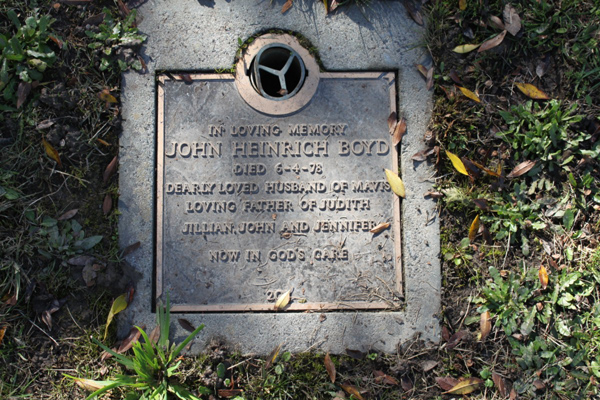 IN LOVING MEMORY
JOHN HEINRICH BOYD
DIED 6-4-78
DEARLY LOVED HUSBAND OF MAVIS
LOVING FATHER OF JUDITH
JILLIAN, JOHN AND JENNIFER
NOW IN GOD'S CARE